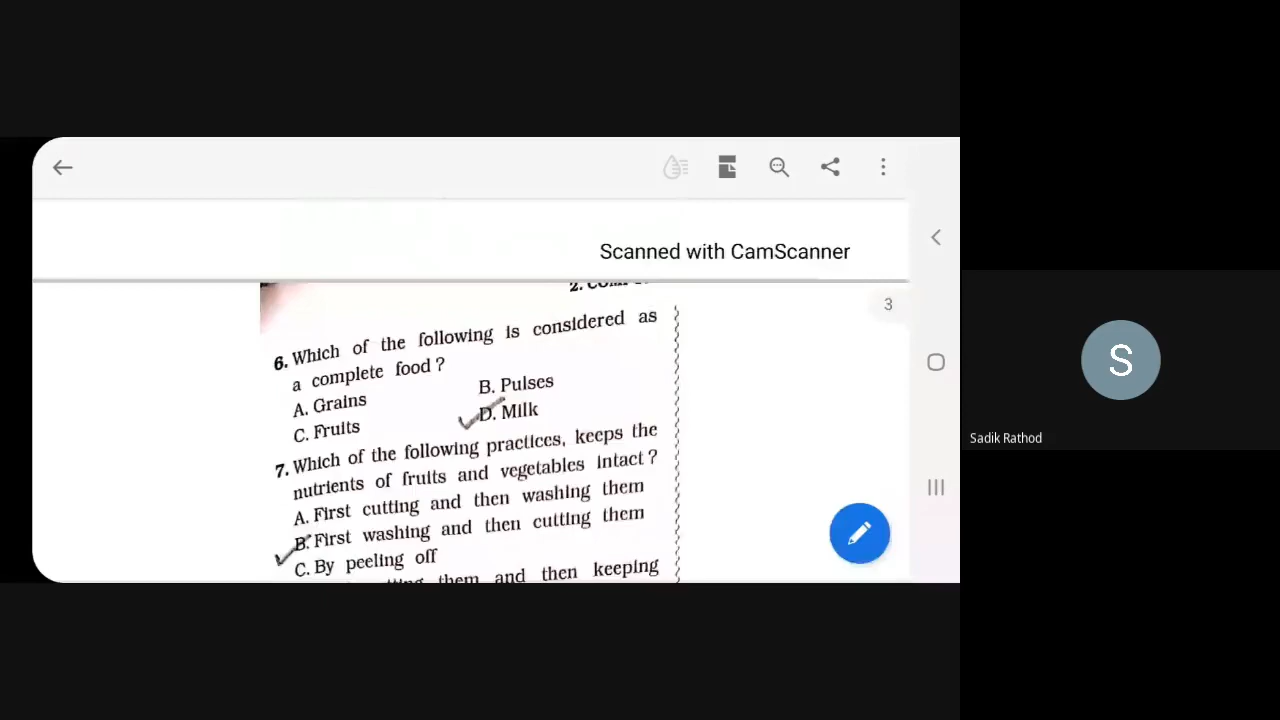 Scanned with CamScanner
3
6. Which of the following is considered as
a complete food?
A. Grains
B. Pulses
C. Fruits
D. Milk
7. Which of the following practices, keeps the
nutrients of fruits and vegetables intact?
A. First cutting and then washing them
B. First washing and then cutting them
C. By peeling off
them and then keeping
S
Sadik Rathod